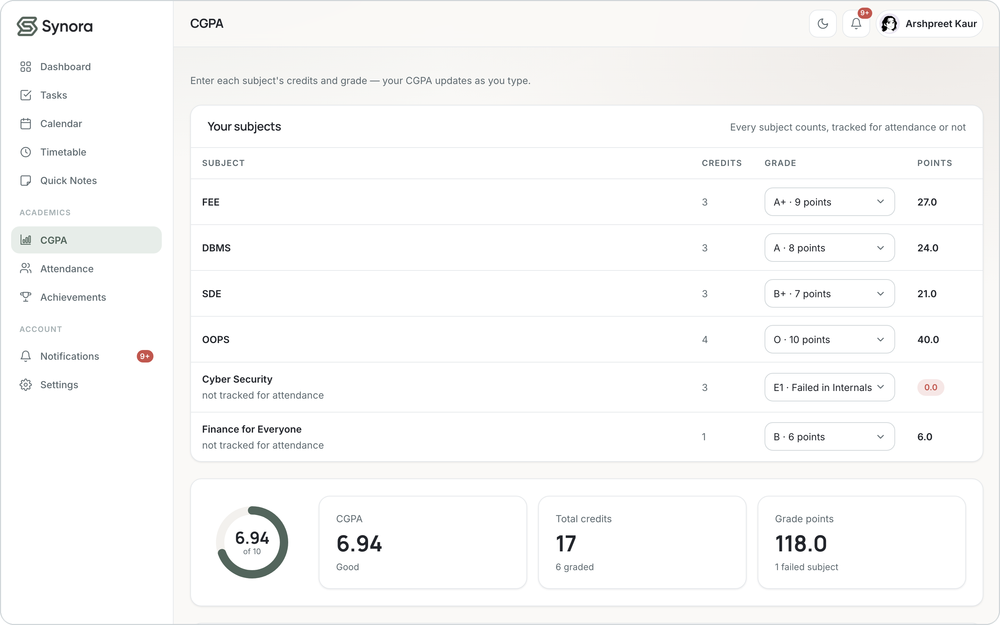 Synora
Dashboard
Tasks
Calendar
Timetable
Quick Notes
ACADEMICS
CGPA
Attendance
Achievements
ACCOUNT
Notifications 9+
Settings
CGPA
9+
Arshpreet Kaur
Enter each subject's credits and grade — your CGPA updates as you type.
Your subjects
Every subject counts, tracked for attendance or not
SUBJECT CREDITS GRADE POINTS
FEE 3 A+ · 9 points 27.0
DBMS 3 A · 8 points 24.0
SDE 3 B+ · 7 points 21.0
OOPS 4 O · 10 points 40.0
Cyber Security
not tracked for attendance
3 E1 · Failed in Internals 0.0
Finance for Everyone
not tracked for attendance
1 B · 6 points 6.0
6.94
of 10
CGPA
6.94
Good
Total credits
17
6 graded
Grade points
118.0
1 failed subject